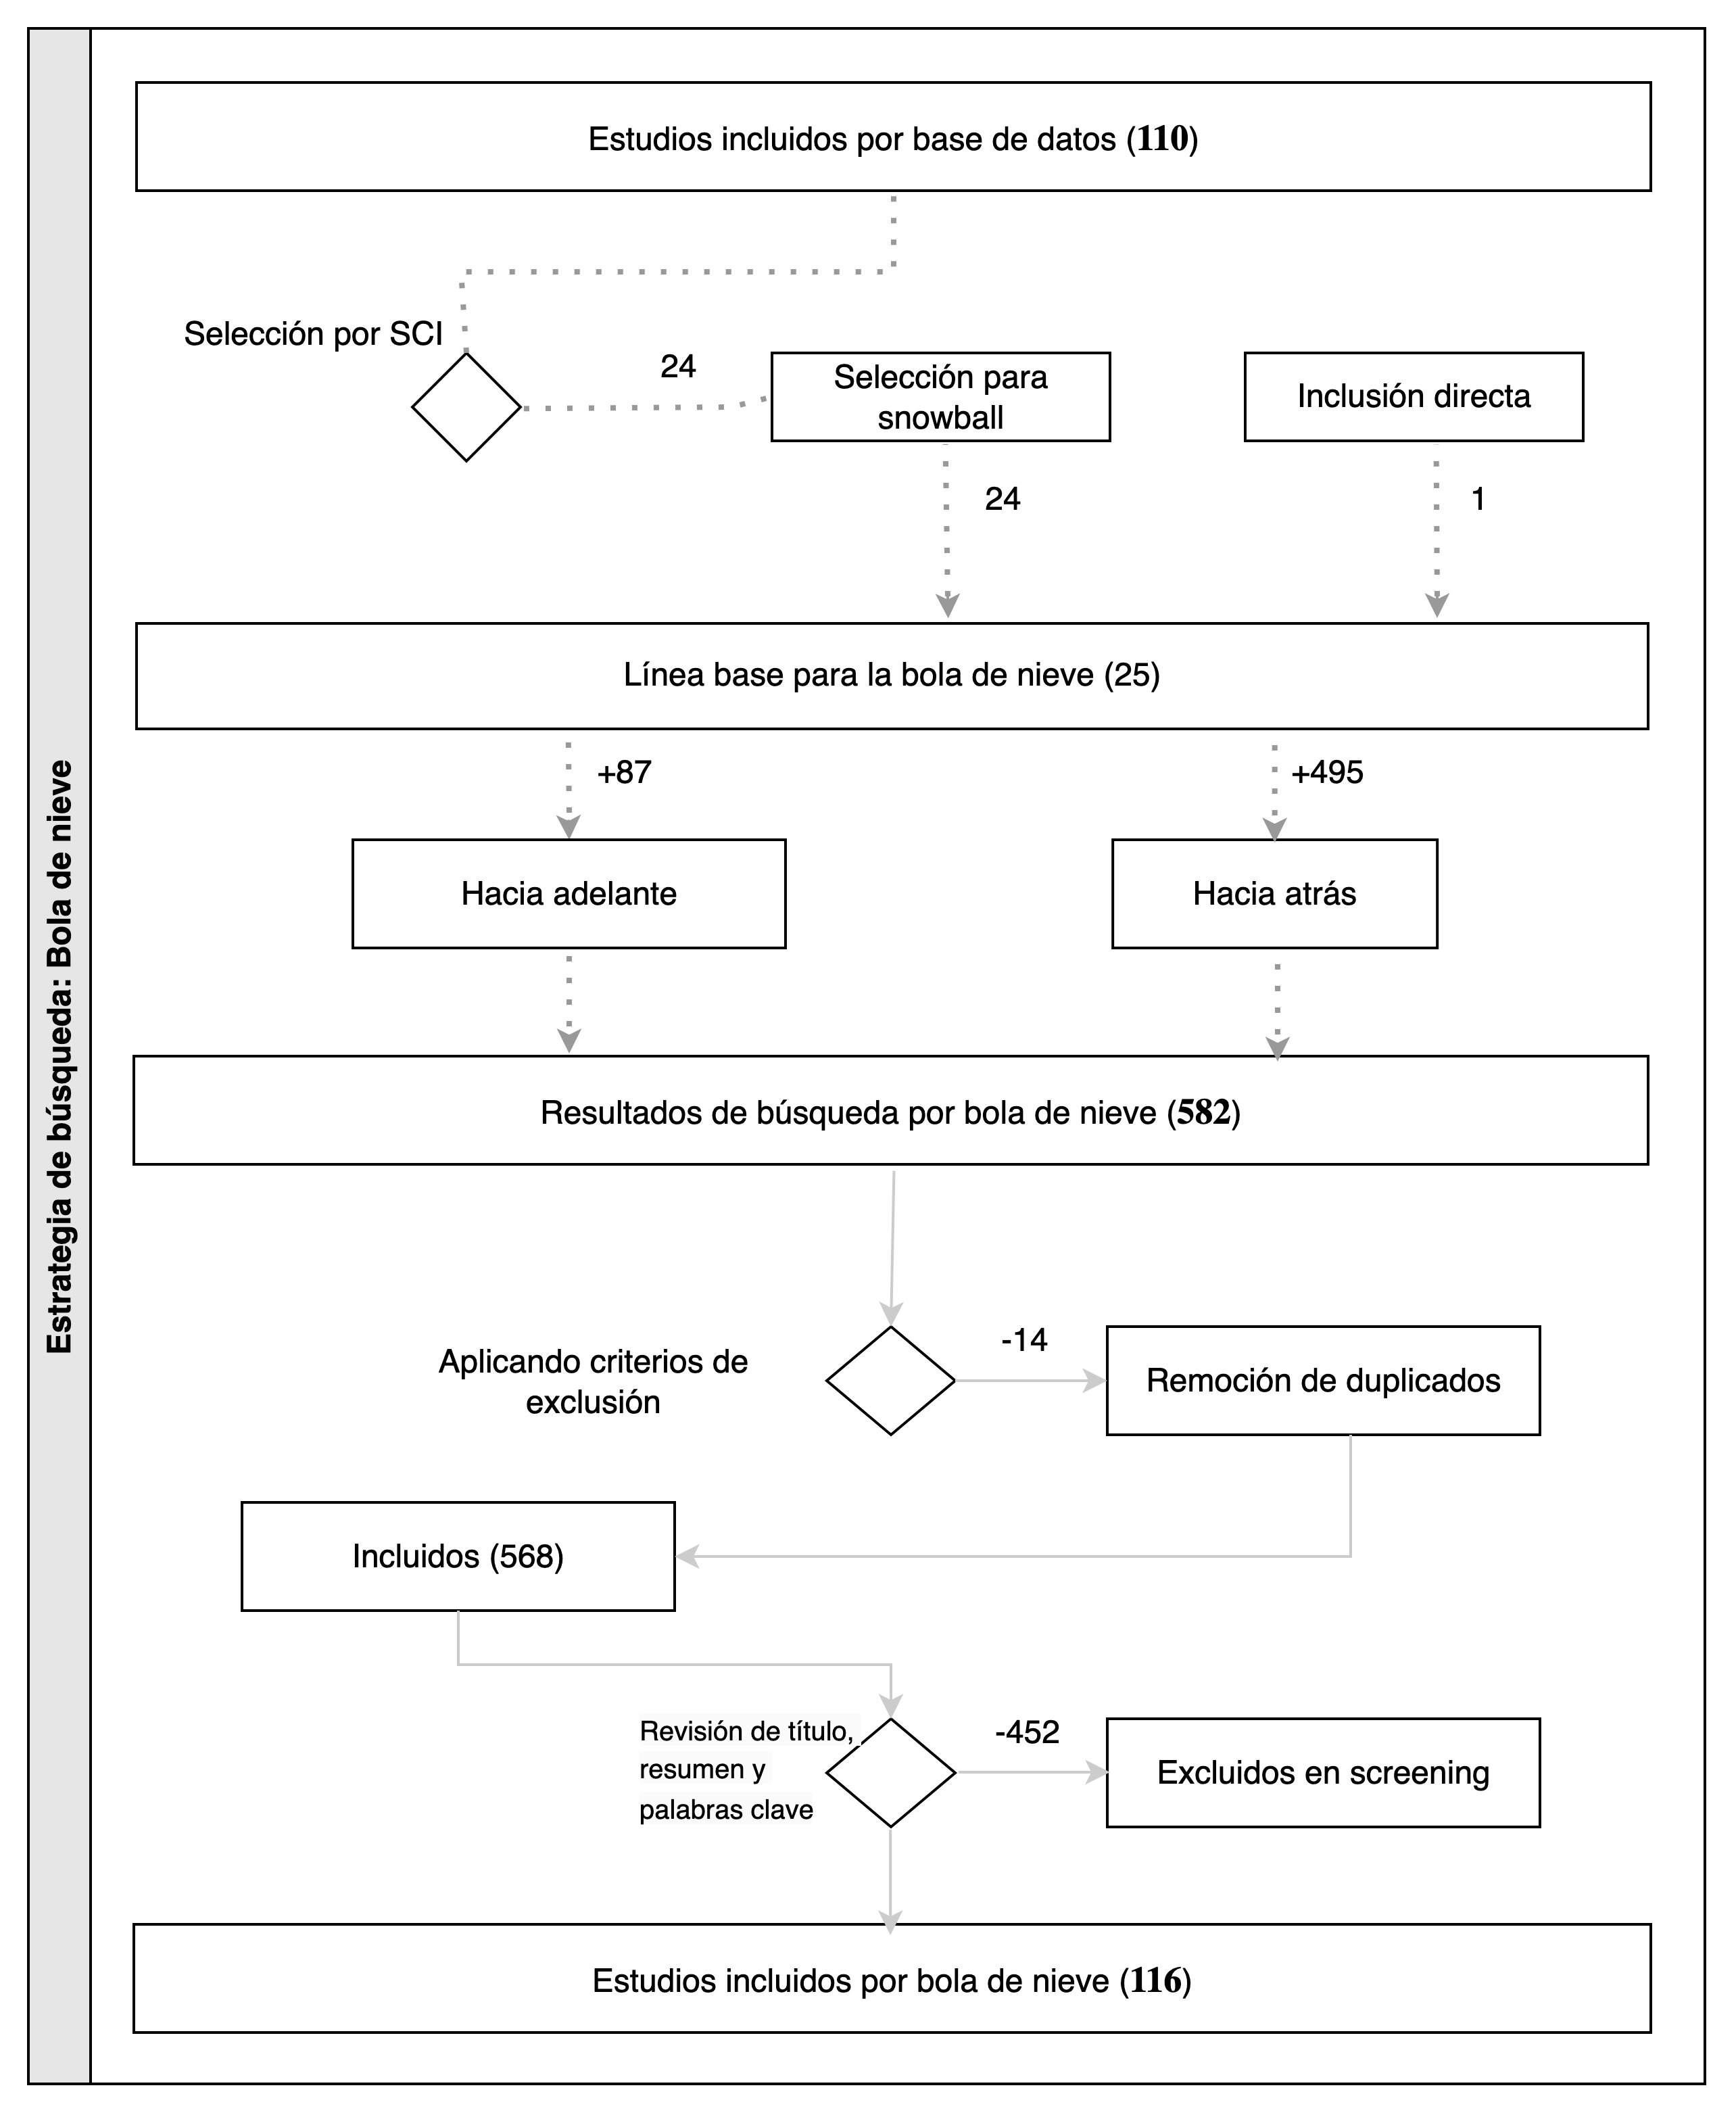 Estrategia de búsqueda: Bola de nieve
Estudios incluidos por base de datos (110)
Selección por SCI
24
Selección para
snowball
Inclusión directa
24
1
Línea base para la bola de nieve (25)
+87
+495
Hacia adelante
Hacia atrás
Resultados de búsqueda por bola de nieve (582)
Aplicando criterios de
exclusión
-14
Remoción de duplicados
Incluidos (568)
Revisión de título,
resumen y
palabras clave
-452
Excluidos en screening
Estudios incluidos por bola de nieve (116)